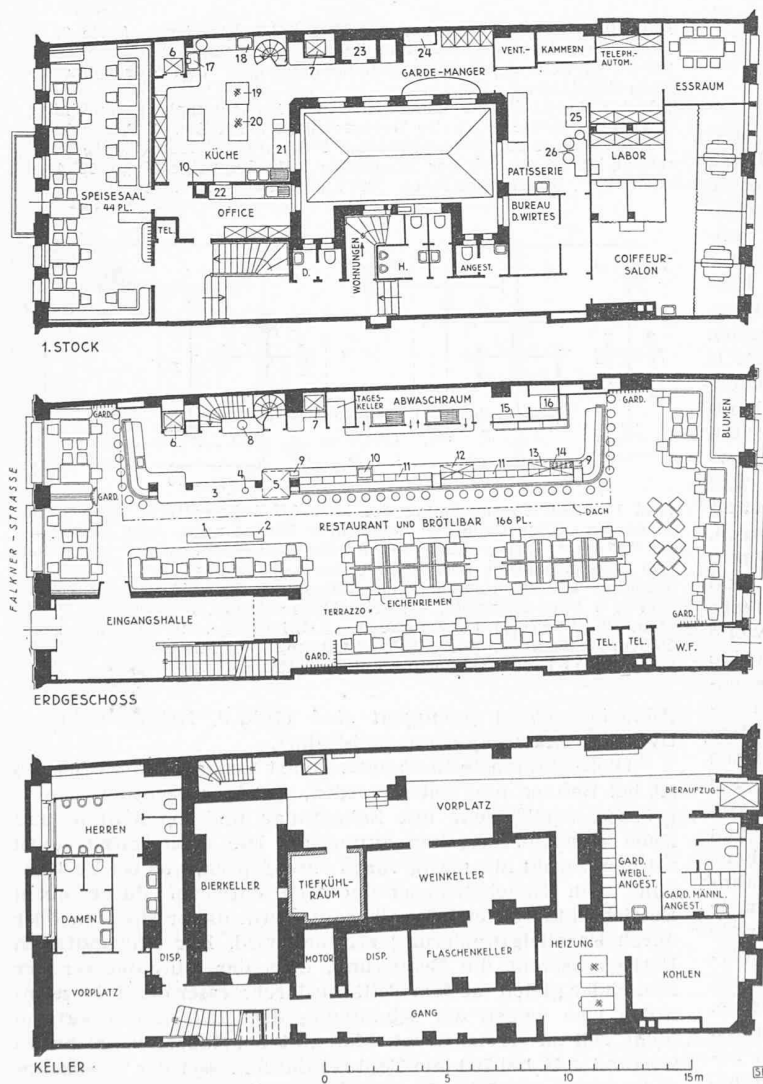 6
17
18
7
23
24
VENT.-
KAMMERN
TELEPH.-
AUTOM.
ESSRAUM
GARDE-MANGER
19
20
21
25
26
KÜCHE
LABOR
10
PATISSERIE
SPEISESAAL
44 PL.
22
OFFICE
BUREAU
D. WIRTES
TEL.
WOHNUNGEN
D.
H.
ANGEST.
COIFFEUR-
SALON
1. STOCK
GARD.
TAGES-
KELLER
ABWASCHRAUM
15
16
GARD.
BLUMEN
6
8
7
FALKNER-STRASSE
GARD.
4
3
5
9
10
11
12
11
13
14
9
DACH
1
2
RESTAURANT UND BRÖTLIBAR 166 PL.
EICHENRIEMEN
TERRAZZO
EINGANGSHALLE
GARD.
GARD.
TEL.
TEL.
W.F.
ERDGESCHOSS
VORPLATZ
BIERAUFZUG
HERREN
BIERKELLER
TIEFKÜHL-
RAUM
WEINKELLER
GARD.
WEIBL.
ANGEST.
GARD. MÄNNL.
ANGEST.
DAMEN
DISP.
MOTOR
DISP.
FLASCHENKELLER
HEIZUNG
KOHLEN
VORPLATZ
GANG
KELLER
0
5
10
15 m